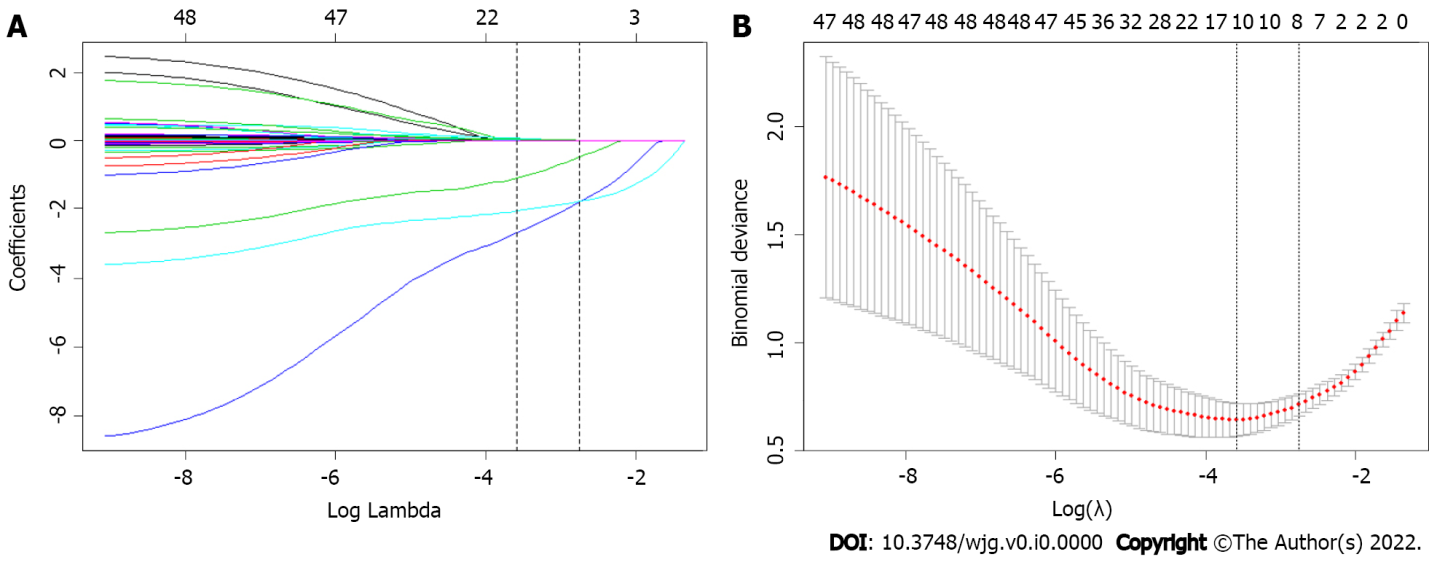 A
48 47 22 3
2
0
-2
-4
-6
-8
Coefficients
-8 -6 -4 -2
Log Lambda
B
47 48 48 47 48 48 48 48 47 45 36 32 28 22 17 10 10 8 7 2 2 2 0
2.0
1.5
1.0
0.5
Binomial deviance
-8 -6 -4 -2
Log(λ)
DOI: 10.3748/wjg.v0.i0.0000 Copyright ©The Author(s) 2022.